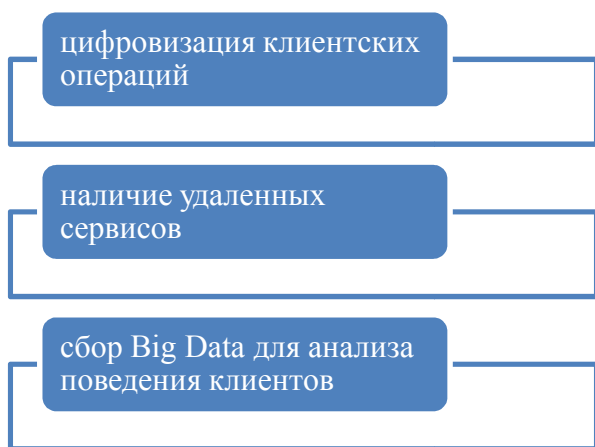 цифровизация клиентских
операций
наличие удаленных
сервисов
сбор Big Data для анализа
поведения клиентов